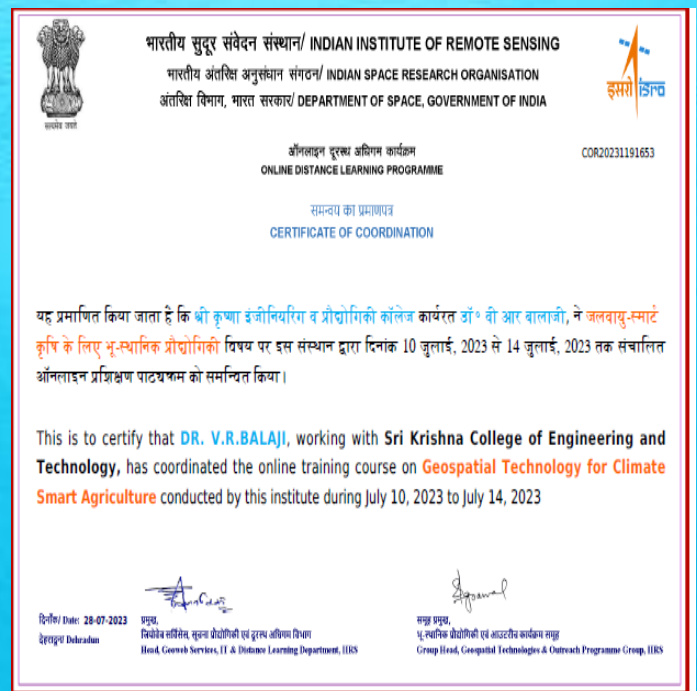 सत्यमेव जयते
भारतीय सुदूर संवेदन संस्थान/ INDIAN INSTITUTE OF REMOTE SENSING
भारतीय अंतरिक्ष अनुसंधान संगठन/ INDIAN SPACE RESEARCH ORGANISATION
अंतरिक्ष विभाग, भारत सरकार/ DEPARTMENT OF SPACE, GOVERNMENT OF INDIA
इसरो isro
ऑनलाइन दूरस्थ अधिगम कार्यक्रम
COR20231191653
ONLINE DISTANCE LEARNING PROGRAMME
समन्वय का प्रमाणपत्र
CERTIFICATE OF COORDINATION
यह प्रमाणित किया जाता है कि श्री कृष्णा इंजीनियरिंग व प्रौद्योगिकी कॉलेज कार्यरत डॉ° वी आर बालाजी, ने जलवायु-स्मार्ट
कृषि के लिए भू-स्थानिक प्रौद्योगिकी विषय पर इस संस्थान द्वारा दिनांक 10 जुलाई, 2023 से 14 जुलाई, 2023 तक संचालित
ऑनलाइन प्रशिक्षण पाठ्यक्रम को समन्वित किया।
This is to certify that DR. V.R.BALAJI, working with Sri Krishna College of Engineering and
Technology, has coordinated the online training course on Geospatial Technology for Climate
Smart Agriculture conducted by this institute during July 10, 2023 to July 14, 2023
दिनाँक/ Date: 28-07-2023
देहरादून/ Dehradun
प्रमुख,
जियोवेब सर्विसेस, सूचना प्रौद्योगिकी एवं दूरस्थ अधिगम विभाग
Head, Geoweb Services, IT & Distance Learning Department, IIRS
समूह प्रमुख,
भू-स्थानिक प्रौद्योगिकी एवं आउटरीच कार्यक्रम समूह
Group Head, Geospatial Technologies & Outreach Programme Group, IIRS